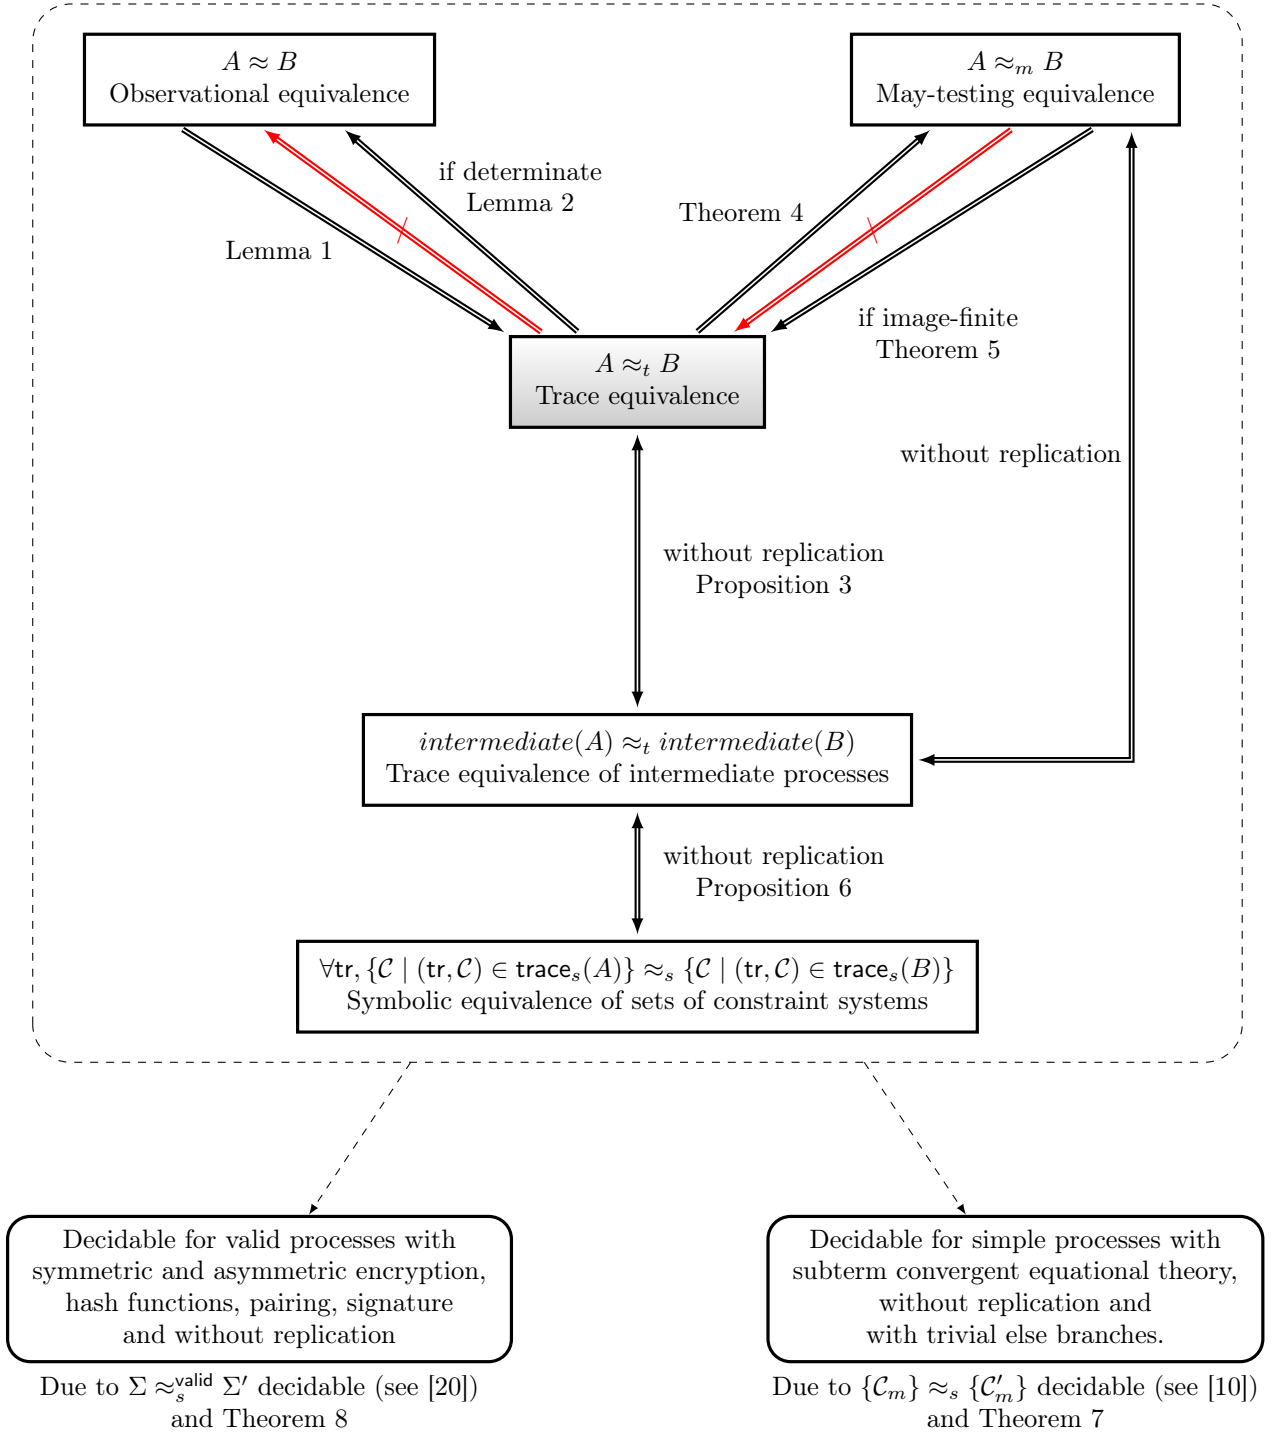 A ≈ B
Observational equivalence
A ≈ₘ B
May-testing equivalence
if determinate
Lemma 2
Theorem 4
Lemma 1
if image-finite
Theorem 5
A ≈ₜ B
Trace equivalence
without replication
without replication
Proposition 3
intermediate(A) ≈ₜ intermediate(B)
Trace equivalence of intermediate processes
without replication
Proposition 6
∀tr, {𝒞 | (tr, 𝒞) ∈ traceₛ(A)} ≈ₛ {𝒞 | (tr, 𝒞) ∈ traceₛ(B)}
Symbolic equivalence of sets of constraint systems
Decidable for valid processes with
symmetric and asymmetric encryption,
hash functions, pairing, signature
and without replication
Due to Σ ≈ₛ^valid Σ′ decidable (see [20])
and Theorem 8
Decidable for simple processes with
subterm convergent equational theory,
without replication and
with trivial else branches.
Due to {𝒞ₘ} ≈ₛ {𝒞′ₘ} decidable (see [10])
and Theorem 7